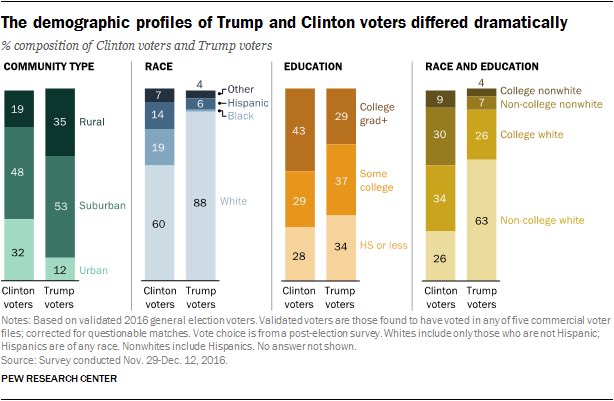 The demographic profiles of Trump and Clinton voters differed dramatically
% composition of Clinton voters and Trump voters
COMMUNITY TYPE
19
48
32
Clinton voters
35
53
12
Trump voters
Rural
Suburban
Urban
RACE
7
14
19
60
Clinton voters
4
6
88
Trump voters
Other
Hispanic
Black
White
EDUCATION
43
29
28
Clinton voters
29
37
34
Trump voters
College grad+
Some college
HS or less
RACE AND EDUCATION
9
30
34
26
Clinton voters
4
7
26
63
Trump voters
College nonwhite
Non-college nonwhite
College white
Non-college white
Notes: Based on validated 2016 general election voters. Validated voters are those found to have voted in any of five commercial voter
files; corrected for questionable matches. Vote choice is from a post-election survey. Whites include only those who are not Hispanic;
Hispanics are of any race. Nonwhites include Hispanics. No answer not shown.
Source: Survey conducted Nov. 29-Dec. 12, 2016.
PEW RESEARCH CENTER